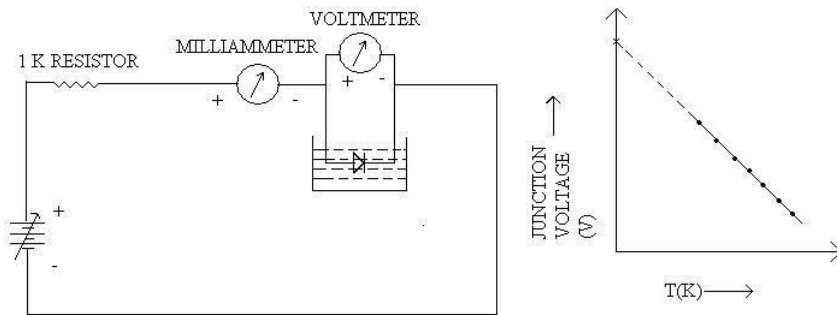 VOLTMETER
MILLIAMMETER
1 K RESISTOR
+
-
+
-
+
-
JUNCTION
VOLTAGE
(V)
T(K)